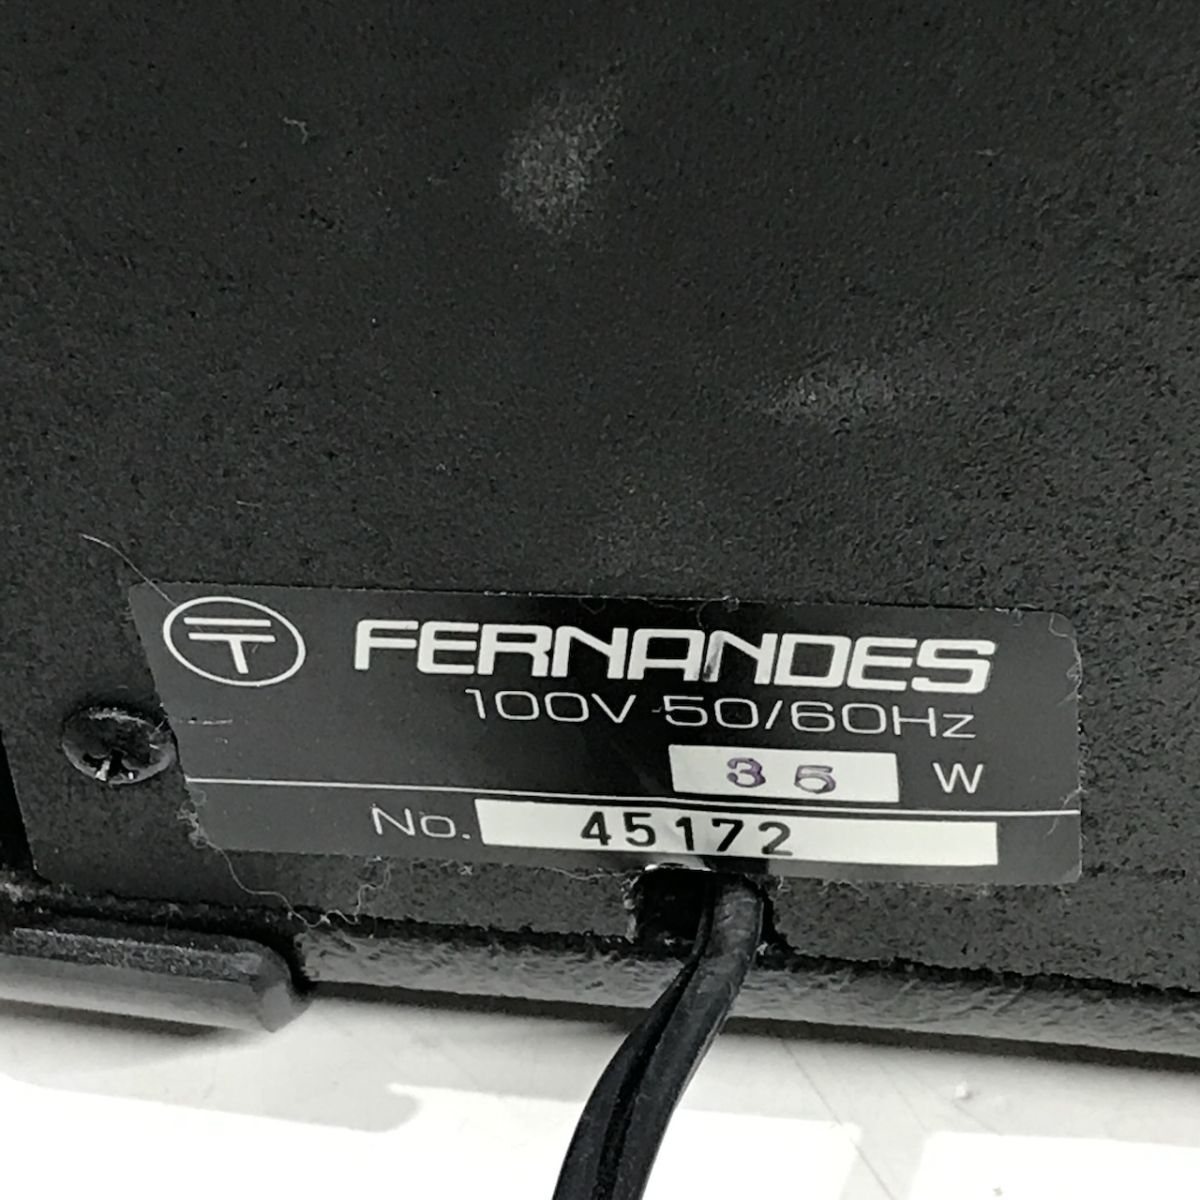 FERNANDES
100V 50/60Hz
35 W
No. 45172